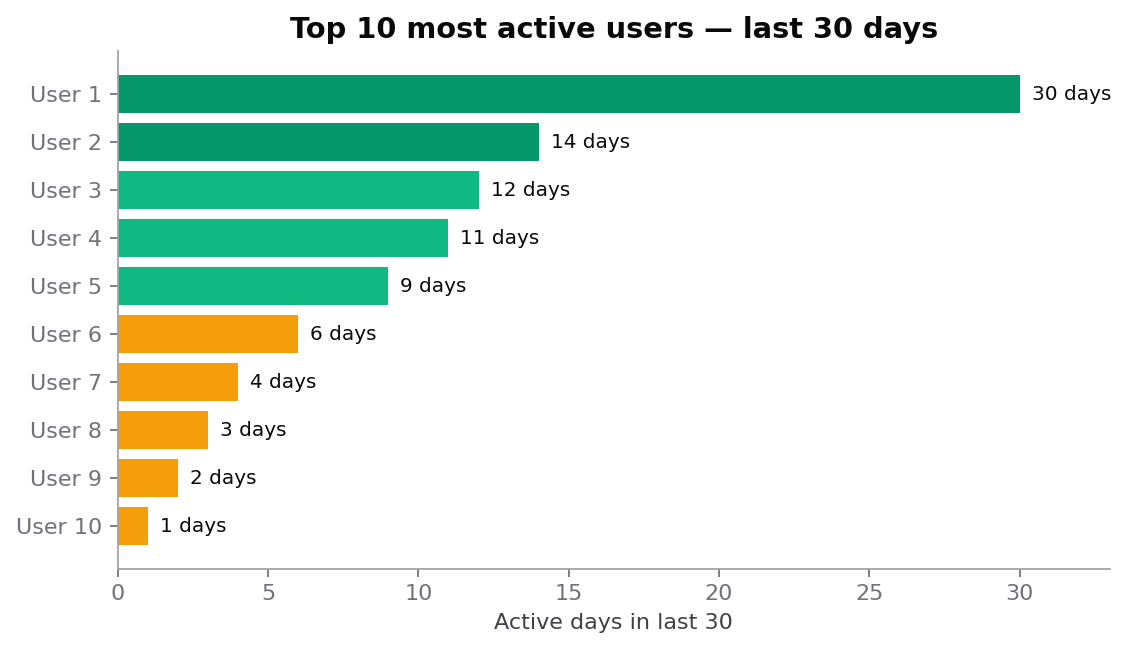 Top 10 most active users — last 30 days
User 1 30 days
User 2 14 days
User 3 12 days
User 4 11 days
User 5 9 days
User 6 6 days
User 7 4 days
User 8 3 days
User 9 2 days
User 10 1 days
0 5 10 15 20 25 30
Active days in last 30